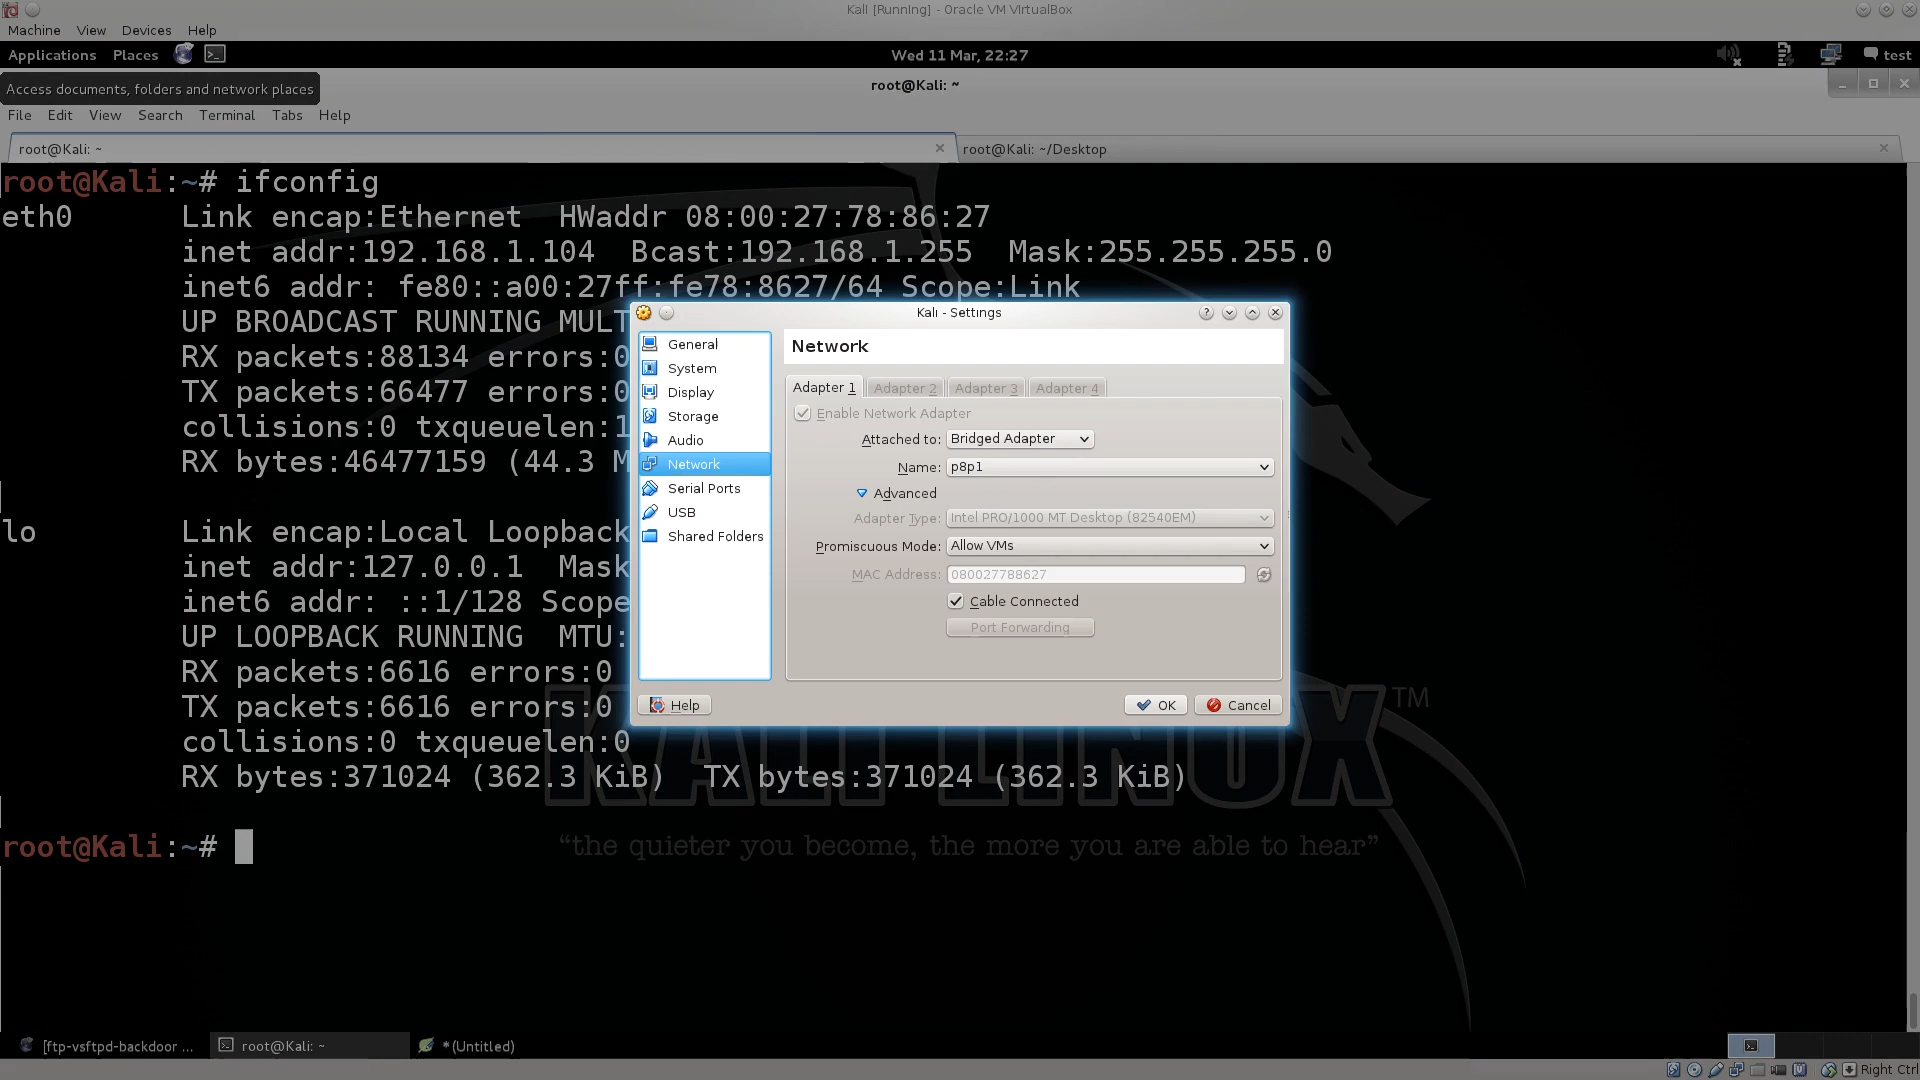 Kali [Running] - Oracle VM VirtualBox
Machine View Devices Help
Applications Places
Wed 11 Mar, 22:27
test
Access documents, folders and network places
root@Kali: ~
File Edit View Search Terminal Tabs Help
root@Kali: ~
root@Kali: ~/Desktop
root@Kali:~# ifconfig
eth0 Link encap:Ethernet HWaddr 08:00:27:78:86:27
inet addr:192.168.1.104 Bcast:192.168.1.255 Mask:255.255.255.0
inet6 addr: fe80::a00:27ff:fe78:8627/64 Scope:Link
UP BROADCAST RUNNING MULT
RX packets:88134 errors:0
TX packets:66477 errors:0
collisions:0 txqueuelen:1
RX bytes:46477159 (44.3 M
lo Link encap:Local Loopback
inet addr:127.0.0.1 Mask
inet6 addr: ::1/128 Scope
UP LOOPBACK RUNNING MTU:
RX packets:6616 errors:0
TX packets:6616 errors:0
collisions:0 txqueuelen:0
RX bytes:371024 (362.3 KiB) TX bytes:371024 (362.3 KiB)
root@Kali:~#
Kali - Settings
General
System
Display
Storage
Audio
Network
Serial Ports
USB
Shared Folders
Network
Adapter 1 Adapter 2 Adapter 3 Adapter 4
Enable Network Adapter
Attached to: Bridged Adapter
Name: p8p1
Advanced
Adapter Type: Intel PRO/1000 MT Desktop (82540EM)
Promiscuous Mode: Allow VMs
MAC Address: 080027788627
Cable Connected
Port Forwarding
Help
OK
Cancel
KALI LINUX™
“the quieter you become, the more you are able to hear”
[ftp-vsftpd-backdoor ...
root@Kali: ~
*(Untitled)
Right Ctrl